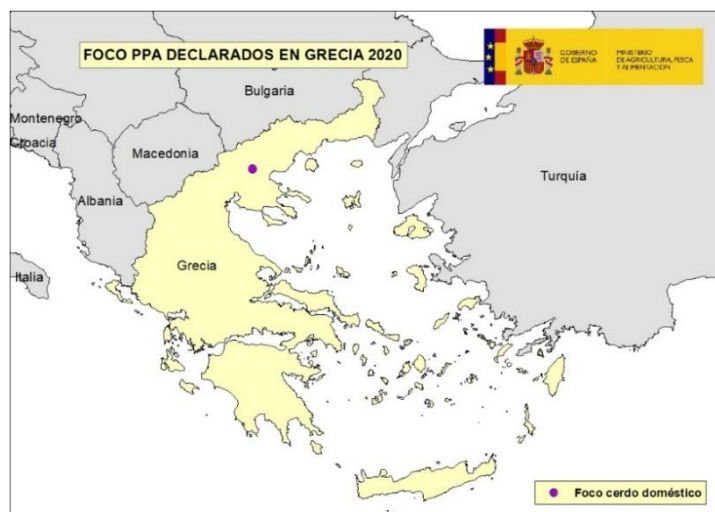 FOCO PPA DECLARADOS EN GRECIA 2020
GOBIERNO
DE ESPAÑA
MINISTERIO
DE AGRICULTURA, PESCA
Y ALIMENTACIÓN
Bulgaria
Montenegro
Croacia
Macedonia
Albania
Turquía
Grecia
Italia
Foco cerdo doméstico